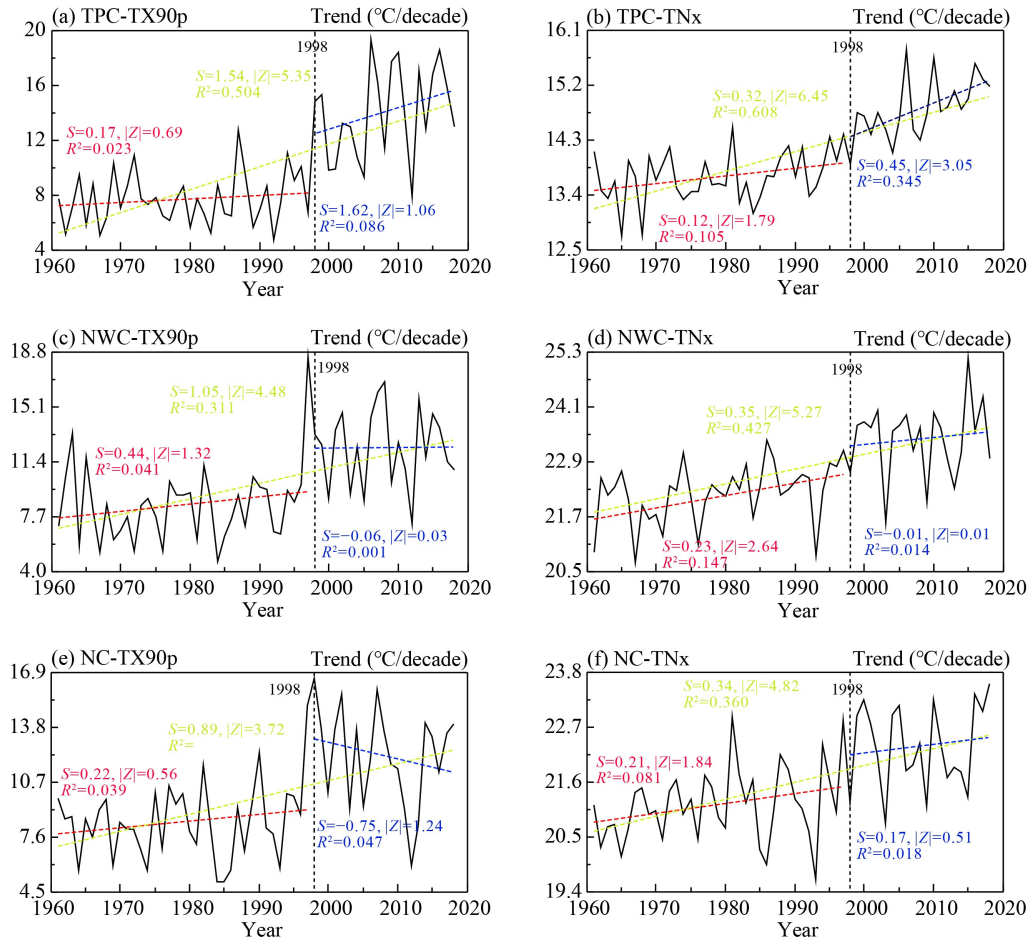 (a) TPC-TX90p Trend (°C/decade)
20
16
12
8
4
1998
S=1.54, |Z|=5.35
R²=0.504
S=0.17, |Z|=0.69
R²=0.023
S=1.62, |Z|=1.06
R²=0.086
1960 1970 1980 1990 2000 2010 2020
Year
(b) TPC-TNx Trend (°C/decade)
16.1
15.2
14.3
13.4
12.5
1998
S=0.32, |Z|=6.45
R²=0.608
S=0.45, |Z|=3.05
R²=0.345
S=0.12, |Z|=1.79
R²=0.105
1960 1970 1980 1990 2000 2010 2020
Year
(c) NWC-TX90p Trend (°C/decade)
18.8
15.1
11.4
7.7
4.0
1998
S=1.05, |Z|=4.48
R²=0.311
S=0.44, |Z|=1.32
R²=0.041
S=−0.06, |Z|=0.03
R²=0.001
1960 1970 1980 1990 2000 2010 2020
Year
(d) NWC-TNx Trend (°C/decade)
25.3
24.1
22.9
21.7
20.5
1998
S=0.35, |Z|=5.27
R²=0.427
S=0.23, |Z|=2.64
R²=0.147
S=−0.01, |Z|=0.01
R²=0.014
1960 1970 1980 1990 2000 2010 2020
Year
(e) NC-TX90p Trend (°C/decade)
16.9
13.8
10.7
7.6
4.5
1998
S=0.89, |Z|=3.72
R²=
S=0.22, |Z|=0.56
R²=0.039
S=−0.75, |Z|=1.24
R²=0.047
1960 1970 1980 1990 2000 2010 2020
Year
(f) NC-TNx Trend (°C/decade)
23.8
22.7
21.6
20.5
19.4
1998
S=0.34, |Z|=4.82
R²=0.360
S=0.21, |Z|=1.84
R²=0.081
S=0.17, |Z|=0.51
R²=0.018
1960 1970 1980 1990 2000 2010 2020
Year